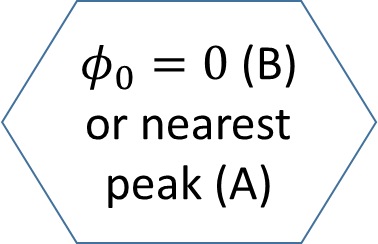 ϕ₀ = 0 (B)
or nearest
peak (A)